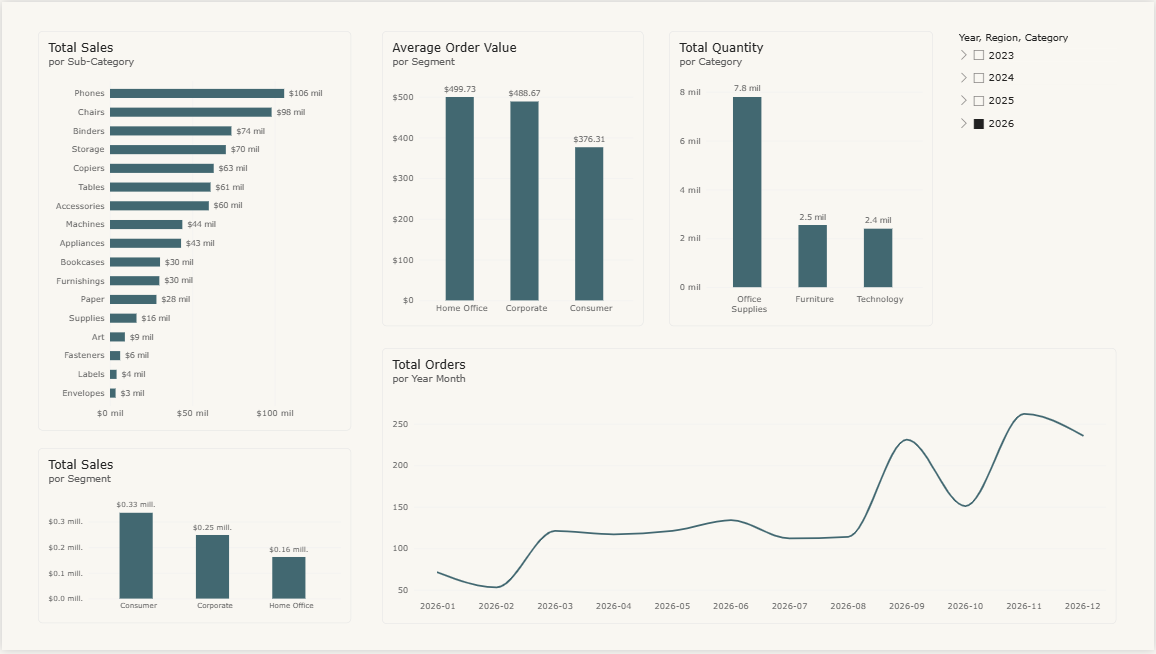 Total Sales
por Sub-Category
Phones $106 mil
Chairs $98 mil
Binders $74 mil
Storage $70 mil
Copiers $63 mil
Tables $61 mil
Accessories $60 mil
Machines $44 mil
Appliances $43 mil
Bookcases $30 mil
Furnishings $30 mil
Paper $28 mil
Supplies $16 mil
Art $9 mil
Fasteners $6 mil
Labels $4 mil
Envelopes $3 mil
$0 mil $50 mil $100 mil
Total Sales
por Segment
$0.33 mill.
$0.25 mill.
$0.16 mill.
$0.3 mill.
$0.2 mill.
$0.1 mill.
$0.0 mill.
Consumer Corporate Home Office
Average Order Value
por Segment
$499.73 $488.67 $376.31
$500
$400
$300
$200
$100
$0
Home Office Corporate Consumer
Total Quantity
por Category
7.8 mil
2.5 mil
2.4 mil
8 mil
6 mil
4 mil
2 mil
0 mil
Office Supplies Furniture Technology
Year, Region, Category
2023
2024
2025
2026
Total Orders
por Year Month
250
200
150
100
50
2026-01 2026-02 2026-03 2026-04 2026-05 2026-06 2026-07 2026-08 2026-09 2026-10 2026-11 2026-12